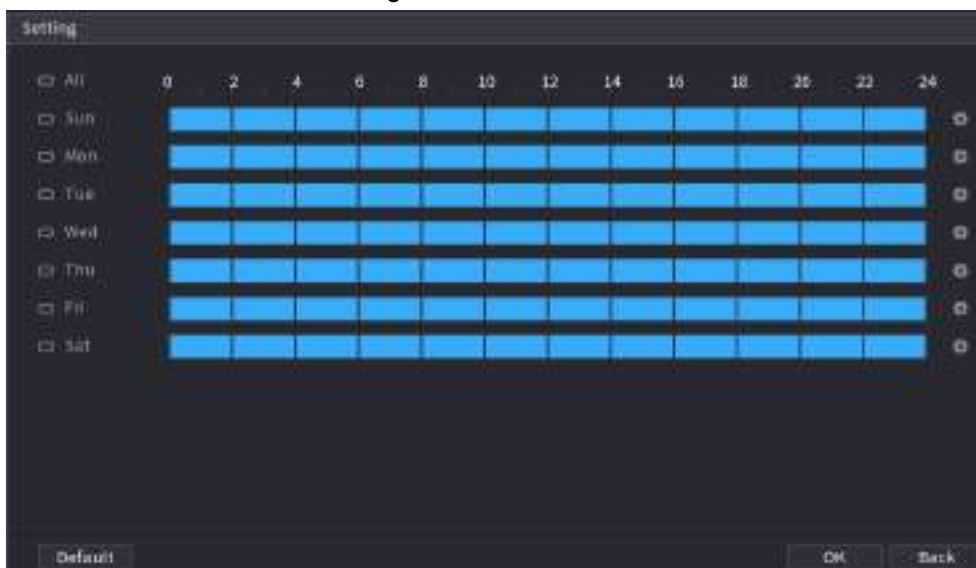 Setting
All 0 2 4 6 8 10 12 14 16 18 20 22 24
Sun
Mon
Tue
Wed
Thu
Fri
Sat
Default OK Back